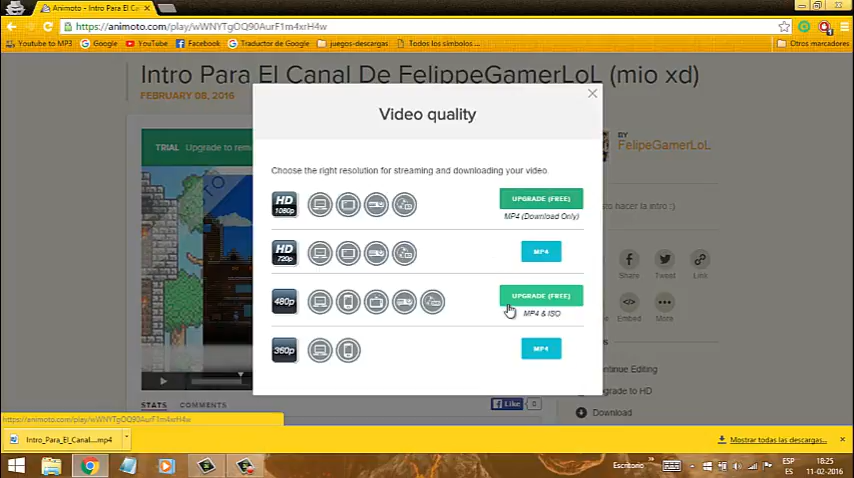 Animoto - Intro Para El Ca
https://animoto.com/play/wWNYTgOQ90AurF1m4xrH4w
Youtube to MP3
Google
YouTube
Facebook
Traductor de Google
juegos-descargas
Todos los símbolos ...
Otros marcadores
Intro Para El Canal De FelippeGamerLoL (mio xd)
FEBRUARY 08, 2016
Video quality
BY
FelipeGamerLoL
TRIAL Upgrade to rem
Choose the right resolution for streaming and downloading your video.
HD 1080p
UPGRADE (FREE)
MP4 (Download Only)
sto hacer la intro :)
HD 720p
MP4
Share
Tweet
Link
480p
UPGRADE (FREE)
MP4 & ISO
Embed
More
360p
MP4
ntinue Editing
grade to HD
STATS
COMMENTS
Like
0
Download
https://animoto.com/play/wWNYTgOQ90AurF1m4xrH4w
Intro_Para_El_Canal....mp4
Mostrar todas las descargas...
Escritorio
ESP
ES
18:25
11-02-2016